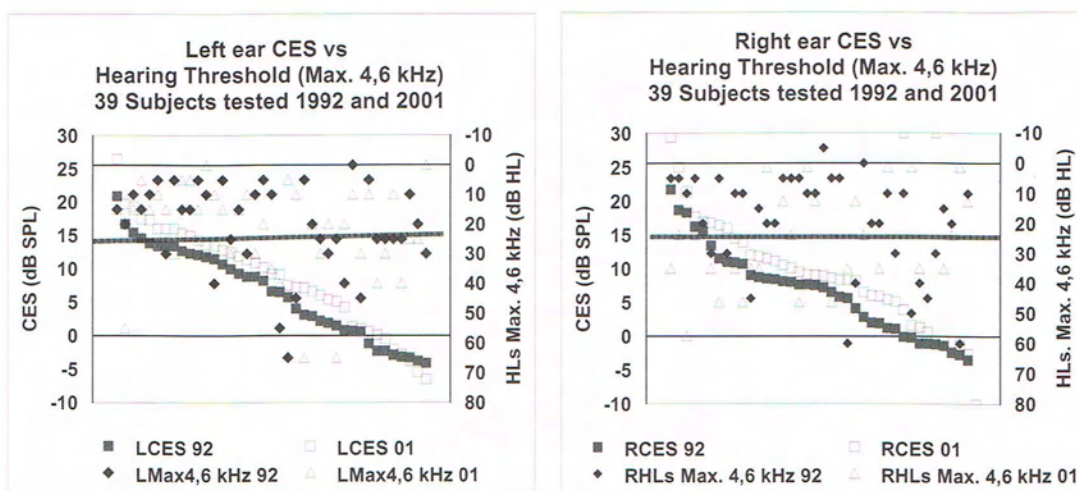 Left ear CES vs
Hearing Threshold (Max. 4,6 kHz)
39 Subjects tested 1992 and 2001
30
25
20
15
10
5
0
-5
-10
CES (dB SPL)
-10
0
10
20
30
40
50
60
70
80
HLs Max. 4,6 kHz (dB HL)
LCES 92
LCES 01
LMax4,6 kHz 92
LMax4,6 kHz 01
Right ear CES vs
Hearing Threshold (Max. 4,6 kHz)
39 Subjects tested 1992 and 2001
30
25
20
15
10
5
0
-5
-10
CES (dB SPL)
-10
0
10
20
30
40
50
60
70
80
HLs. Max. 4,6 kHz (dB HL)
RCES 92
RCES 01
RHLs Max. 4,6 kHz 92
RHLs Max. 4,6 kHz 01